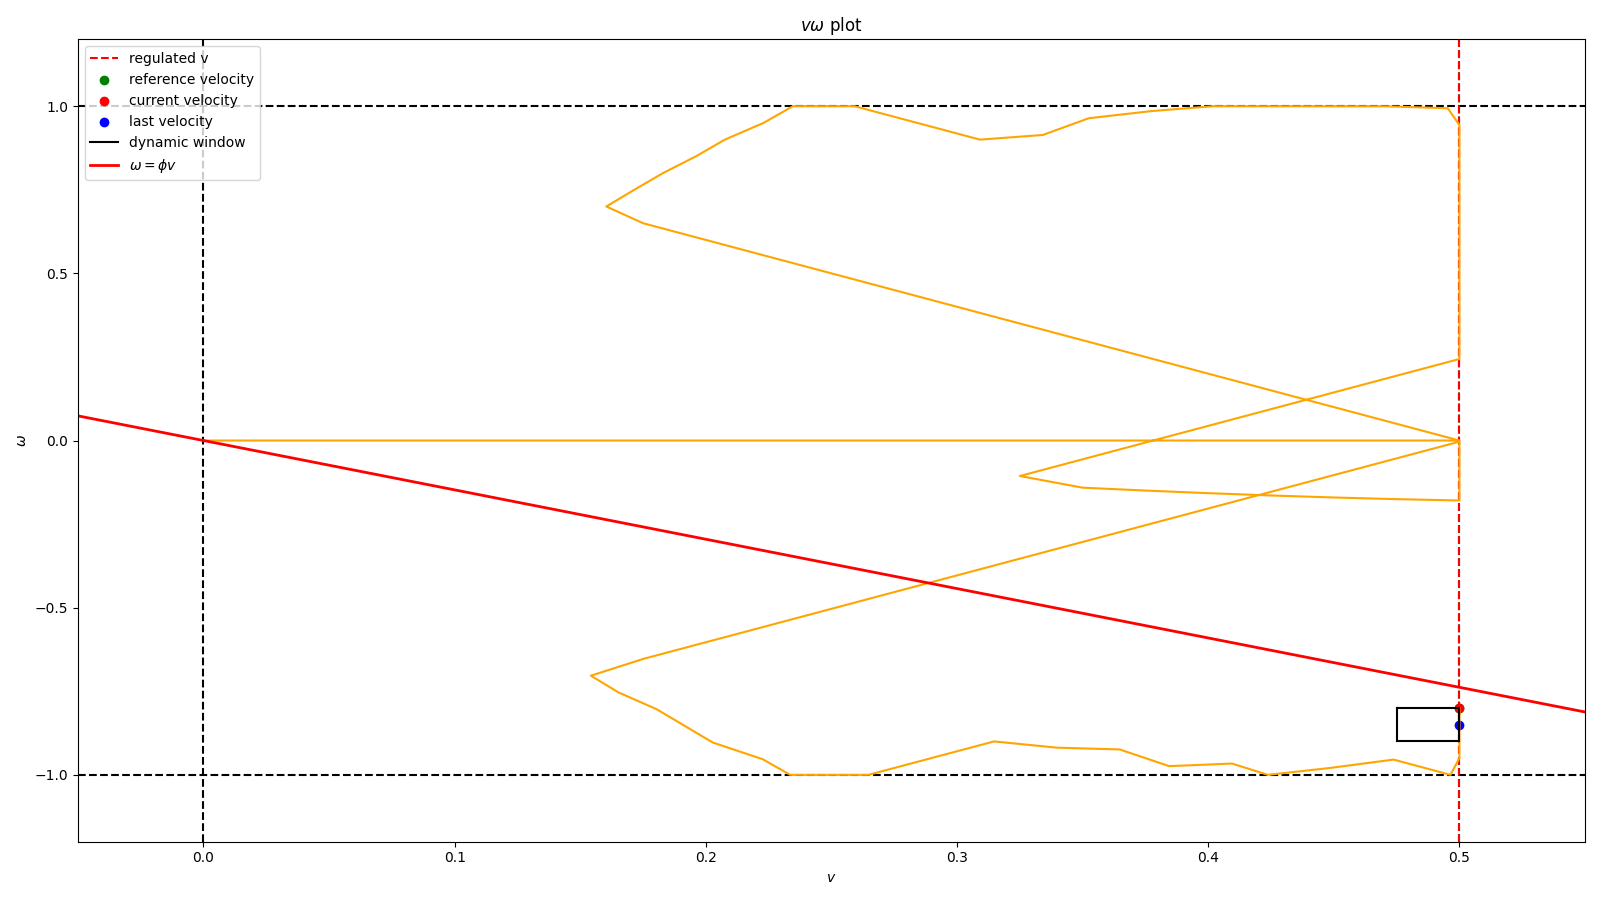 vω plot
regulated v
reference velocity
current velocity
last velocity
dynamic window
ω = ϕv
1.0
0.5
0.0
−0.5
−1.0
ω
0.0 0.1 0.2 0.3 0.4 0.5
v